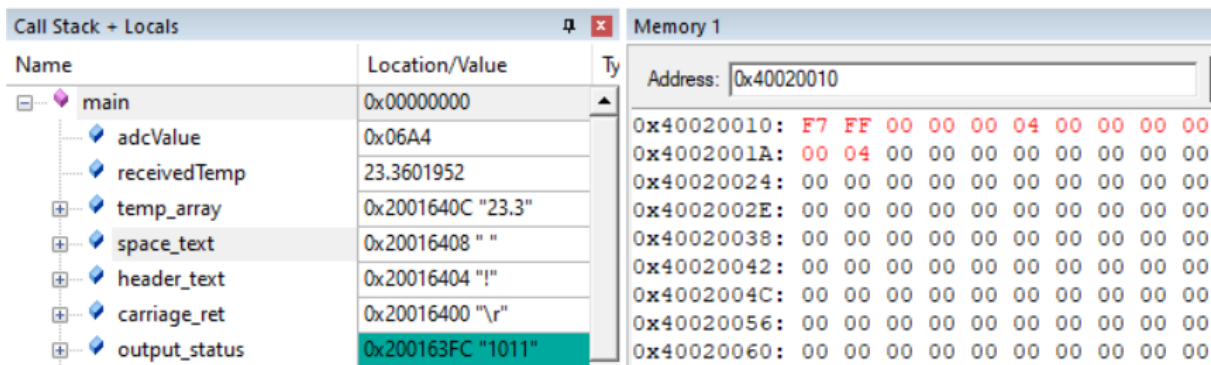 Call Stack + Locals
Name Location/Value Ty
main 0x00000000
adcValue 0x06A4
receivedTemp 23.3601952
temp_array 0x2001640C "23.3"
space_text 0x20016408 " "
header_text 0x20016404 "!"
carriage_ret 0x20016400 "\r"
output_status 0x200163FC "1011"
Memory 1
Address: 0x40020010
0x40020010: F7 FF 00 00 00 04 00 00 00 00
0x4002001A: 00 04 00 00 00 00 00 00 00 00
0x40020024: 00 00 00 00 00 00 00 00 00 00
0x4002002E: 00 00 00 00 00 00 00 00 00 00
0x40020038: 00 00 00 00 00 00 00 00 00 00
0x40020042: 00 00 00 00 00 00 00 00 00 00
0x4002004C: 00 00 00 00 00 00 00 00 00 00
0x40020056: 00 00 00 00 00 00 00 00 00 00
0x40020060: 00 00 00 00 00 00 00 00 00 00